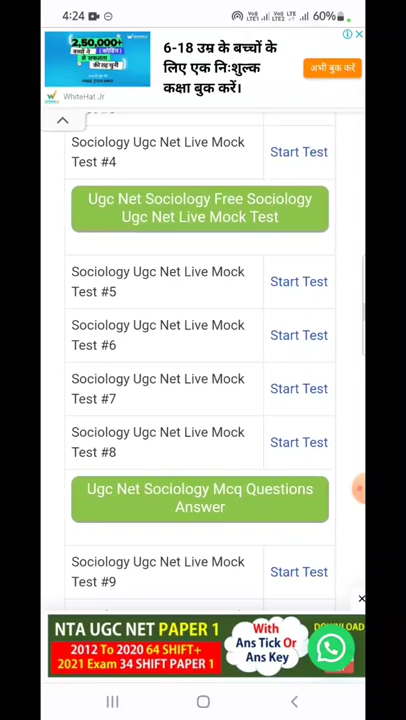 4:24
60%
2,50,000+
6-18 उम्र के बच्चों के
लिए एक निःशुल्क
कक्षा बुक करें।
अभी बुक करें
WhiteHat Jr
Sociology Ugc Net Live Mock
Test #4
Start Test
Ugc Net Sociology Free Sociology
Ugc Net Live Mock Test
Sociology Ugc Net Live Mock
Test #5
Start Test
Sociology Ugc Net Live Mock
Test #6
Start Test
Sociology Ugc Net Live Mock
Test #7
Start Test
Sociology Ugc Net Live Mock
Test #8
Start Test
Ugc Net Sociology Mcq Questions
Answer
Sociology Ugc Net Live Mock
Test #9
Start Test
NTA UGC NET PAPER 1
2012 To 2020 64 SHIFT+
2021 Exam 34 SHIFT PAPER 1
With
Ans Tick Or
Ans Key
DOWNLOAD